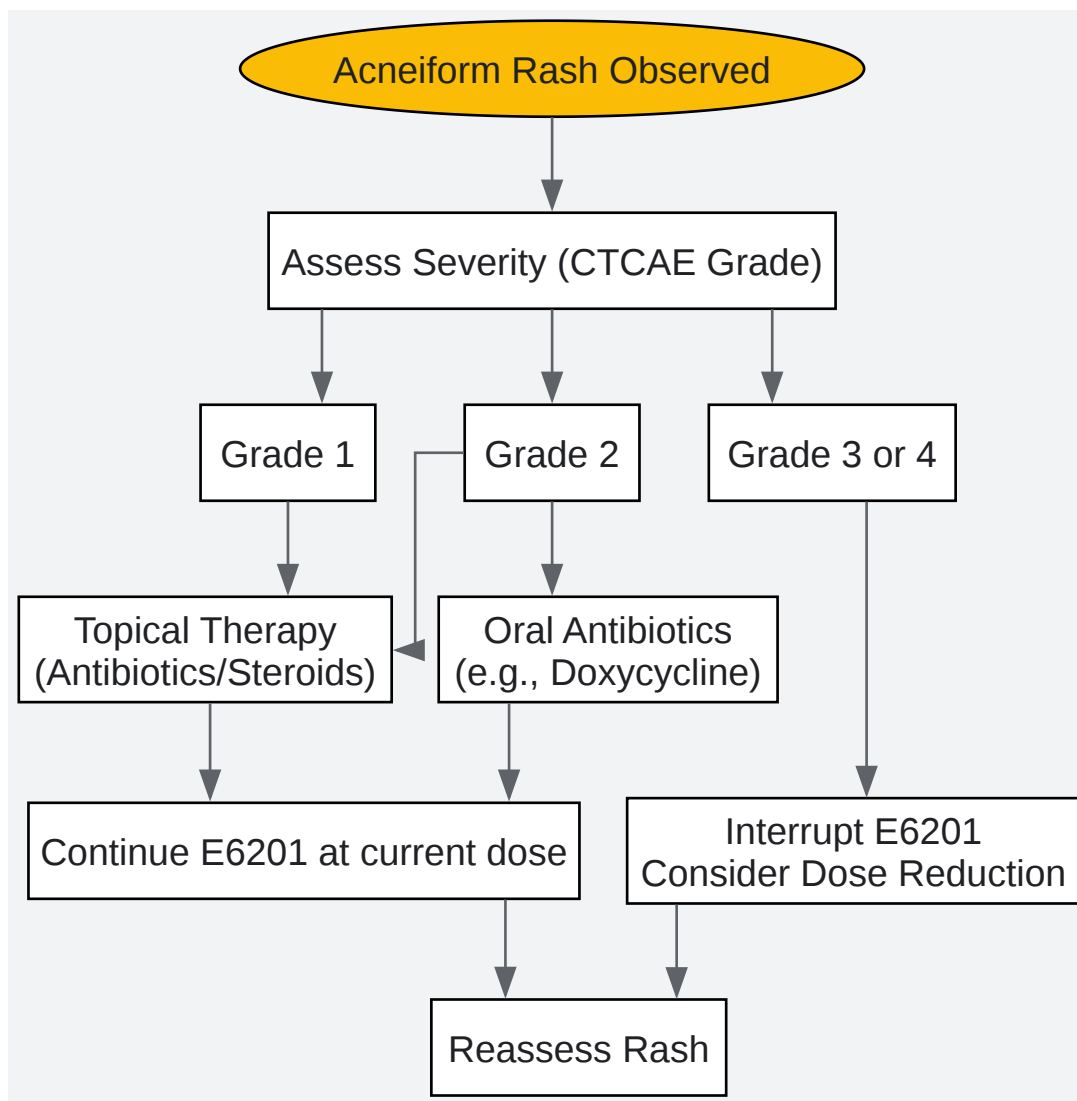 Acneiform Rash Observed
Assess Severity (CTCAE Grade)
Grade 1
Grade 2
Grade 3 or 4
Topical Therapy
(Antibiotics/Steroids)
Oral Antibiotics
(e.g., Doxycycline)
Continue E6201 at current dose
Interrupt E6201
Consider Dose Reduction
Reassess Rash